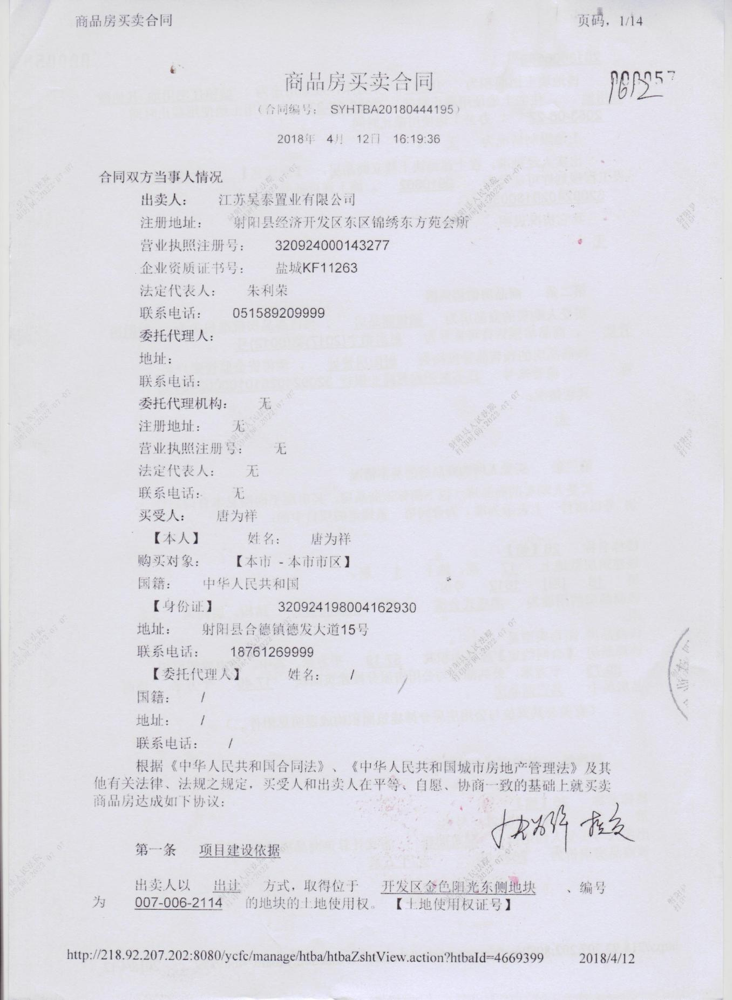 商品房买卖合同 页码，1/14
商品房买卖合同
（合同编号： SYHTBA20180444195）
2018年 4月 12日 16:19:36
合同双方当事人情况
出卖人： 江苏吴泰置业有限公司
注册地址： 射阳县经济开发区东区锦绣东方苑会所
营业执照注册号： 320924000143277
企业资质证书号： 盐城KF11263
法定代表人： 朱利荣
联系电话： 051589209999
委托代理人：
地址：
联系电话：
委托代理机构： 无
注册地址： 无
营业执照注册号： 无
法定代表人： 无
联系电话： 无
买受人： 唐为祥
【本人】 姓名： 唐为祥
购买对象： 【本市 - 本市市区】
国籍： 中华人民共和国
【身份证】 320924198004162930
地址： 射阳县合德镇德发大道15号
联系电话： 18761269999
【委托代理人】 姓名： /
国籍： /
地址： /
联系电话： /
根据《中华人民共和国合同法》、《中华人民共和国城市房地产管理法》及其
他有关法律、法规之规定，买受人和出卖人在平等、自愿、协商一致的基础上就买卖
商品房达成如下协议：
第一条 项目建设依据
出卖人以 出让 方式，取得位于 开发区金色阳光东侧地块 、编号
为 007-006-2114 的地块的土地使用权。【土地使用权证号】
http://218.92.207.202:8080/ycfc/manage/htba/htbaZshtView.action?htbaId=4669399 2018/4/12
射阳县人民法院
打印时间:2022-07-07